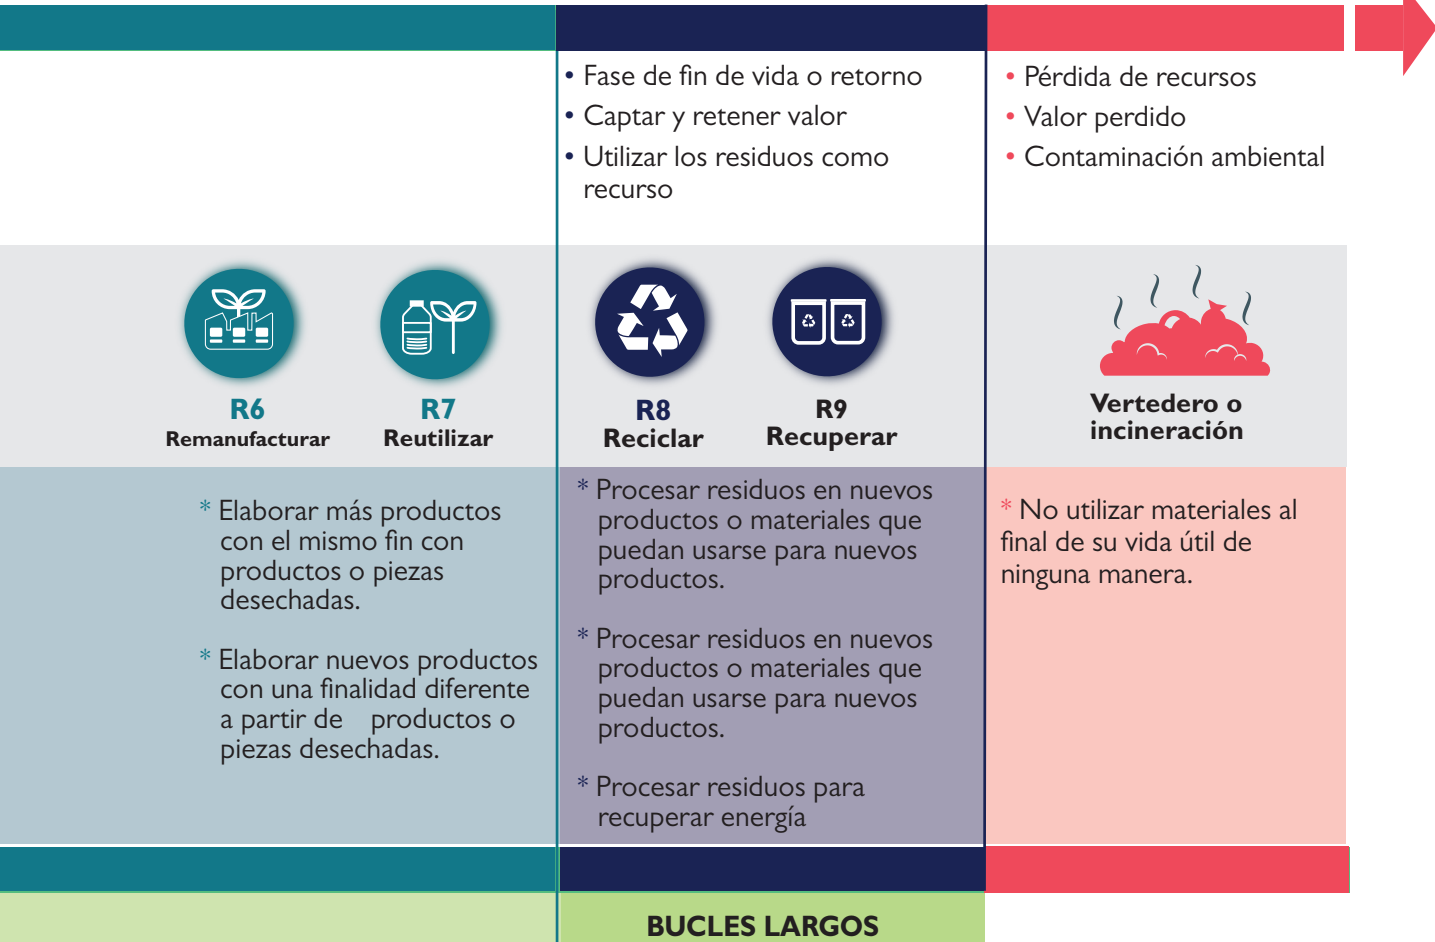 • Fase de fin de vida o retorno
• Captar y retener valor
• Utilizar los residuos como
recurso
• Pérdida de recursos
• Valor perdido
• Contaminación ambiental
R6
Remanufacturar
R7
Reutilizar
R8
Reciclar
R9
Recuperar
Vertedero o
incineración
* Elaborar más productos
con el mismo fin con
productos o piezas
desechadas.
* Elaborar nuevos productos
con una finalidad diferente
a partir de productos o
piezas desechadas.
* Procesar residuos en nuevos
productos o materiales que
puedan usarse para nuevos
productos.
* Procesar residuos en nuevos
productos o materiales que
puedan usarse para nuevos
productos.
* Procesar residuos para
recuperar energía
* No utilizar materiales al
final de su vida útil de
ninguna manera.
BUCLES LARGOS